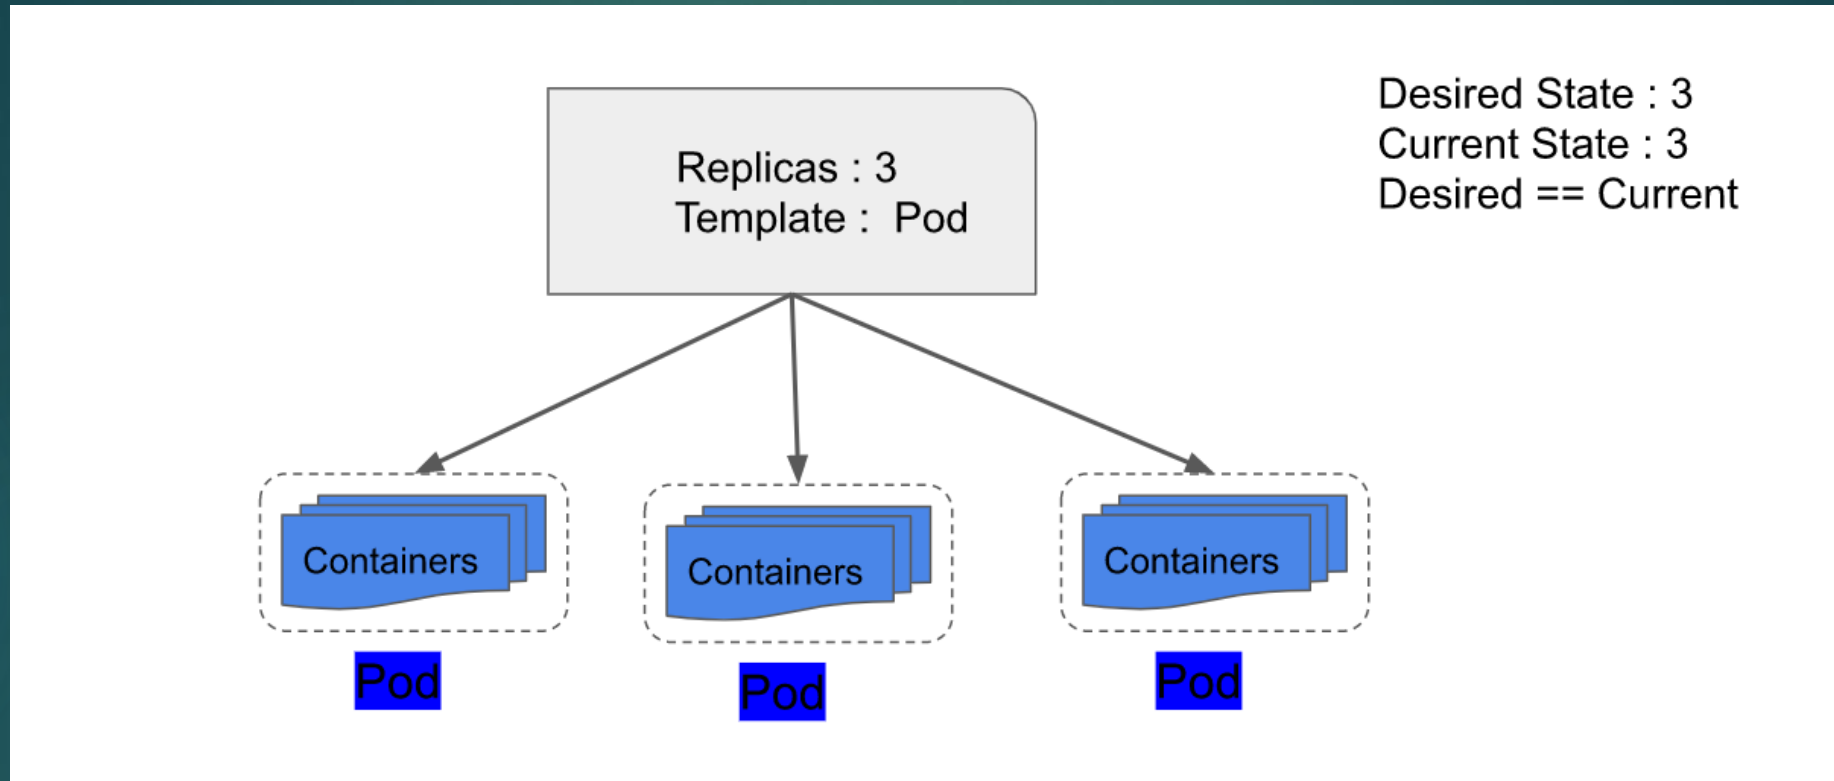 Desired State : 3
Current State : 3
Desired == Current
Replicas : 3
Template :  Pod
Containers
Containers
Containers
Pod
Pod
Pod